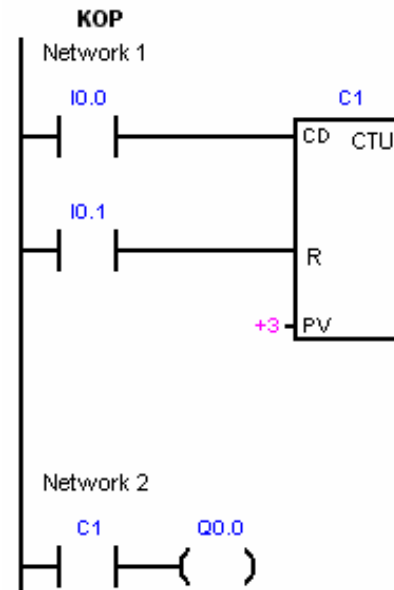 KOP
Network 1
I0.0
C1
CD CTU
I0.1
R
+3 PV
Network 2
C1 Q0.0